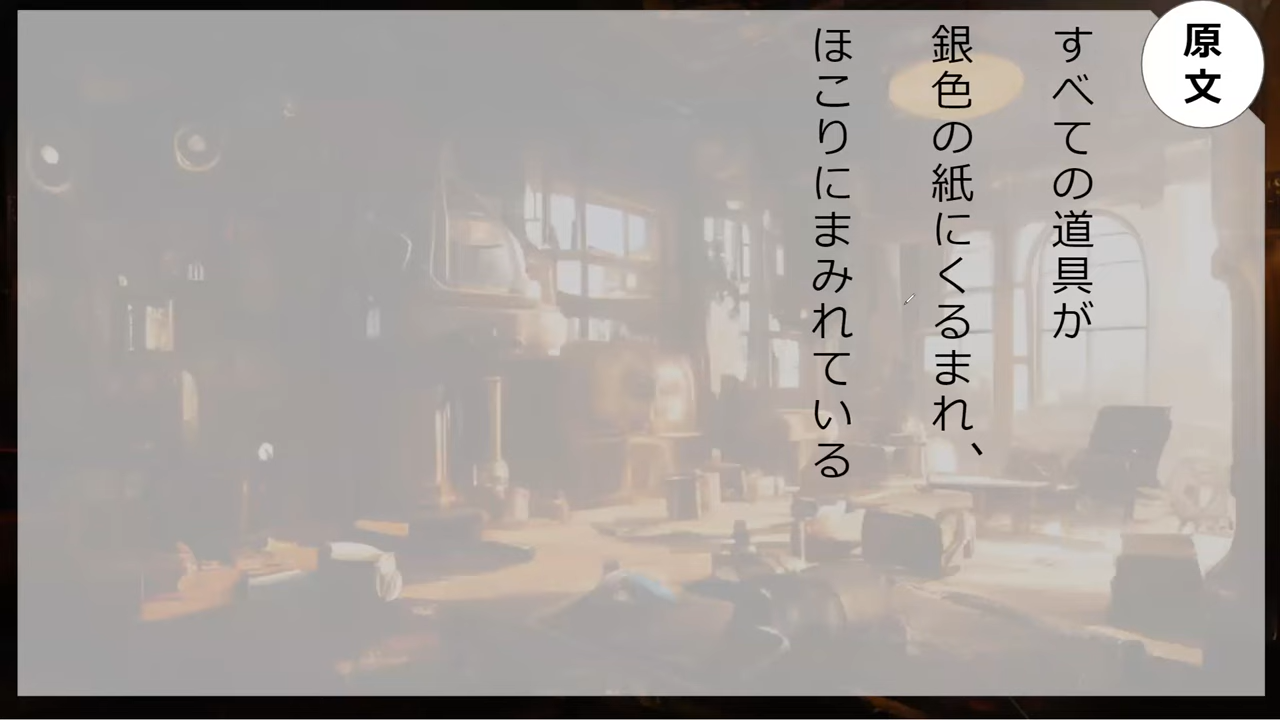 原文
すべての道具が
銀色の紙にくるまれ、
ほこりにまみれている